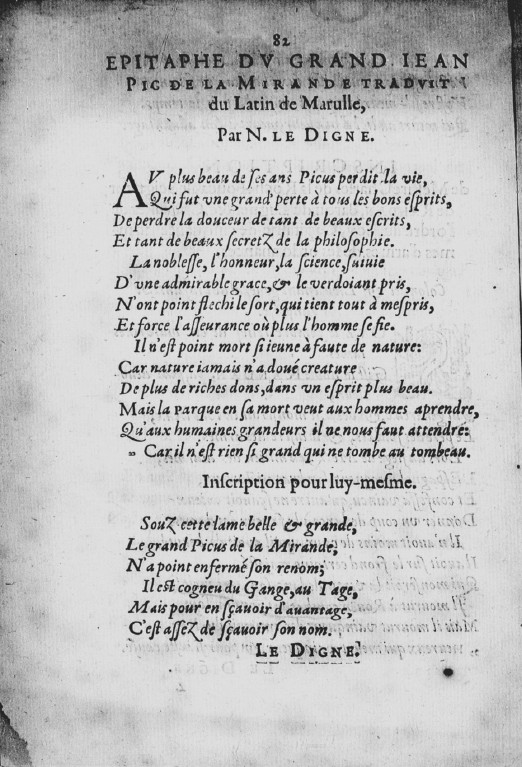 82
EPITAPHE DV GRAND IEAN
PIC DE LA MIRANDE TRADVIT
du Latin de Marulle,
Par N. LE DIGNE.
AV plus beau de ses ans Picus perdit la vie,
Qui fut vne grand' perte à tous les bons esprits,
De perdre la douceur de tant de beaux escrits,
Et tant de beaux secretz de la philosophie.
La noblesse, l'honneur, la science, suiuie
D'vne admirable grace, & le verdoiant pris,
N'ont point flechi le sort, qui tient tout à mespris,
Et force l'asseurance où plus l'homme se fie.
Il n'est point mort si ieune à faute de nature:
Car nature iamais n'a doué creature
De plus de riches dons, dans vn esprit plus beau.
Mais la Parque en sa mort veut aux hommes aprendre,
Qu'aux humaines grandeurs il ne nous faut attendre:
„ Car il n'est rien si grand qui ne tombe au tombeau.
Inscription pour luy-mesme.
Souz cette lame belle & grande,
Le grand Picus de la Mirande,
N'a point enfermé son renom;
Il est cogneu du Gange, au Tage,
Mais pour en sçauoir d'auantage,
C'est assez de sçauoir son nom.
LE DIGNE.